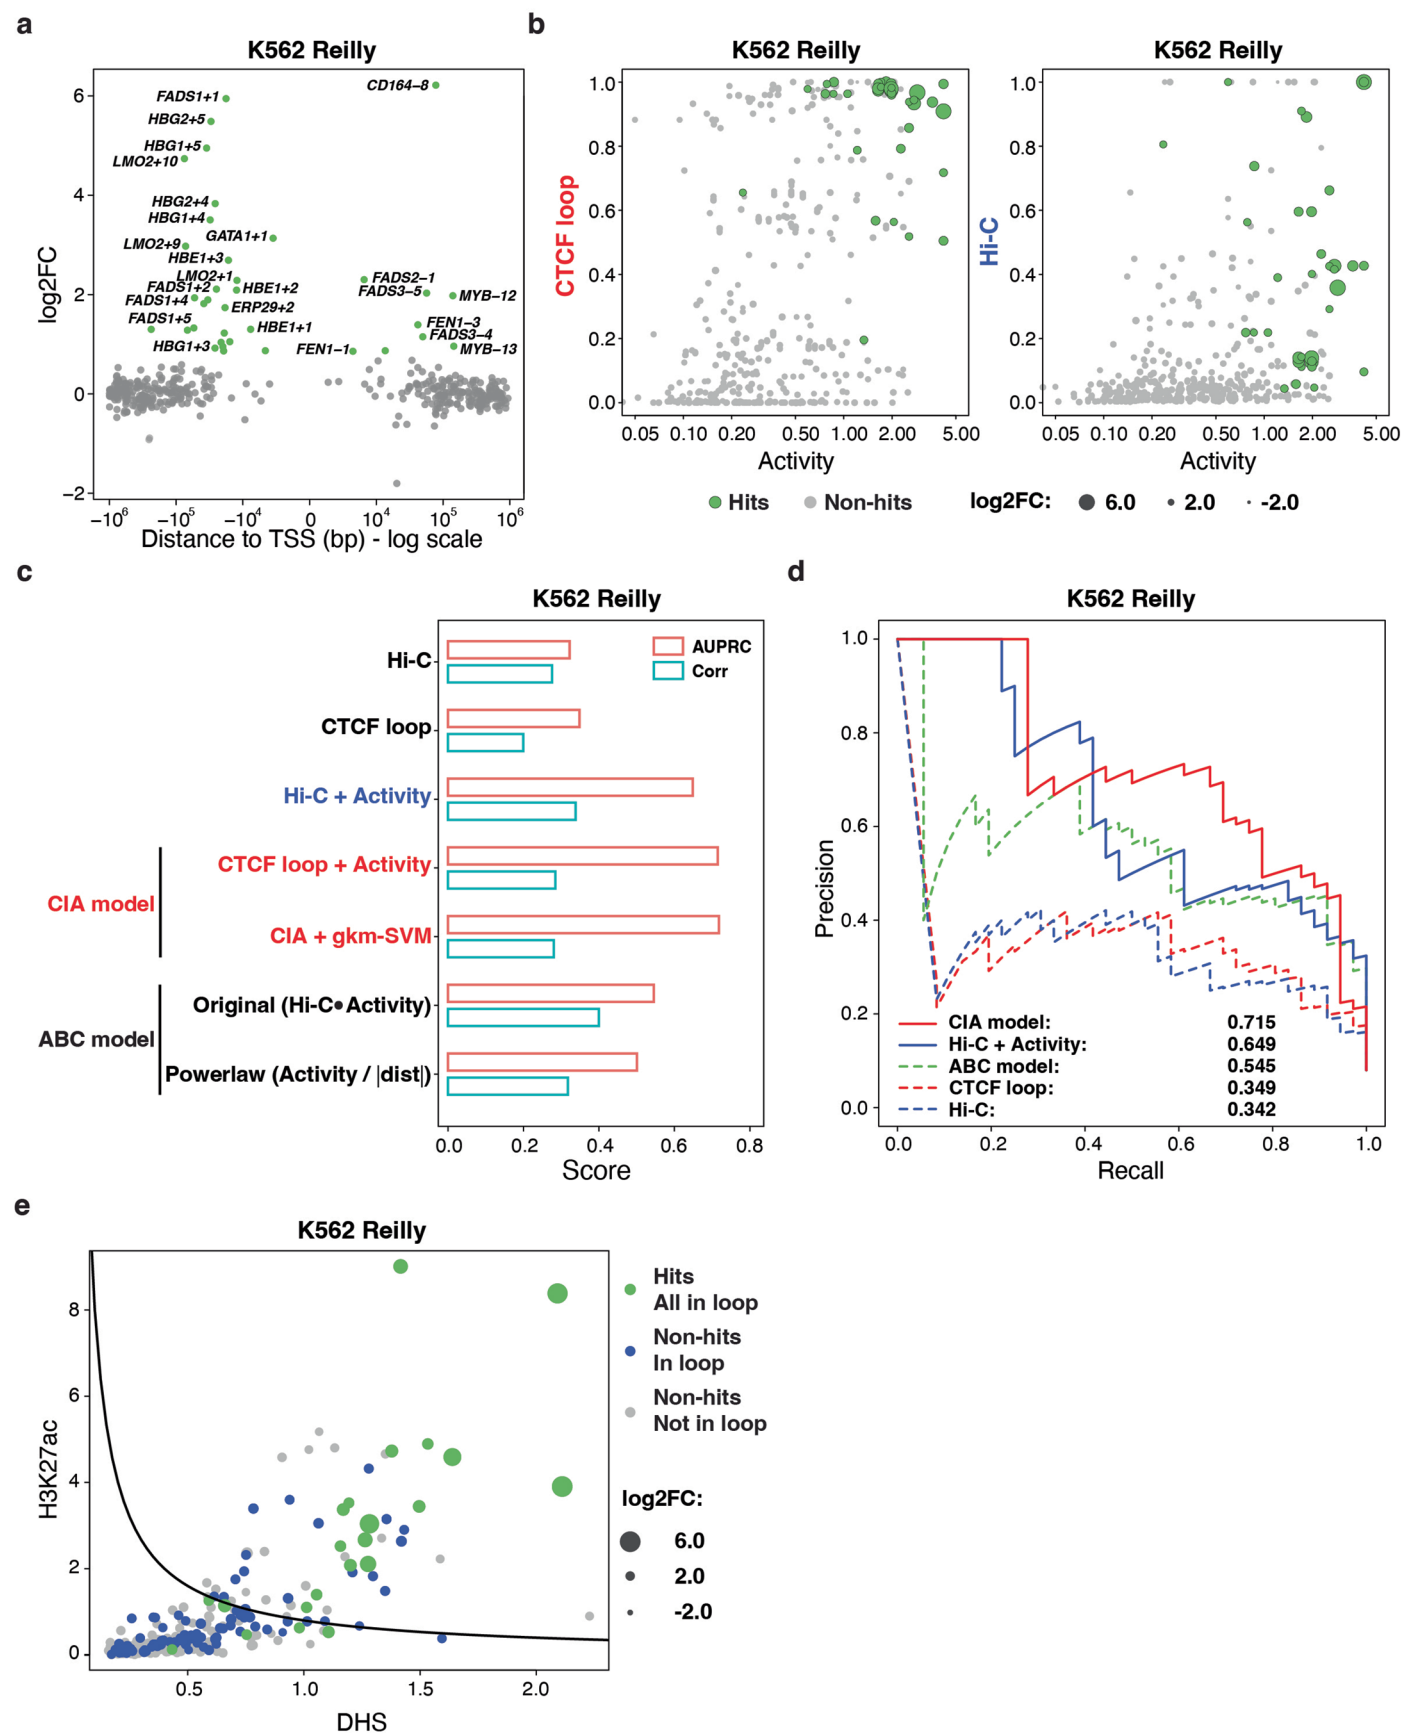 a
K562 Reilly
log2FC
6
4
2
0
−2
CD164–8
FADS1+1
HBG2+5
HBG1+5
LMO2+10
HBG2+4
HBG1+4
GATA1+1
LMO2+9
HBE1+3
LMO2+1
FADS2–1
FADS1+2
HBE1+2
FADS3–5
MYB–12
FADS1+4
ERP29+2
FADS1+5
HBE1+1
FEN1–3
FADS3–4
HBG1+3
FEN1–1
MYB–13
−10⁶ −10⁵ −10⁴ 0 10⁴ 10⁵ 10⁶
Distance to TSS (bp) - log scale
b
K562 Reilly
CTCF loop
1.0
0.8
0.6
0.4
0.2
0.0
0.05 0.10 0.20 0.50 1.00 2.00 5.00
Activity
K562 Reilly
Hi-C
1.0
0.8
0.6
0.4
0.2
0.0
0.05 0.10 0.20 0.50 1.00 2.00 5.00
Activity
Hits Non-hits log2FC: 6.0 2.0 -2.0
c
K562 Reilly
AUPRC
Corr
Hi-C
CTCF loop
Hi-C + Activity
CIA model
CTCF loop + Activity
CIA + gkm-SVM
ABC model
Original (Hi-C•Activity)
Powerlaw (Activity / |dist|)
0.0 0.2 0.4 0.6 0.8
Score
d
K562 Reilly
Precision
1.0
0.8
0.6
0.4
0.2
0.0
CIA model: 0.715
Hi-C + Activity: 0.649
ABC model: 0.545
CTCF loop: 0.349
Hi-C: 0.342
0.0 0.2 0.4 0.6 0.8 1.0
Recall
e
K562 Reilly
H3K27ac
8
6
4
2
0
0.5 1.0 1.5 2.0
DHS
Hits
All in loop
Non-hits
In loop
Non-hits
Not in loop
log2FC:
6.0
2.0
-2.0